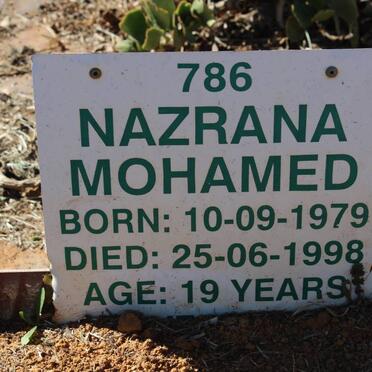 786
NAZRANA
MOHAMED
BORN: 10-09-1979
DIED: 25-06-1998
AGE: 19 YEARS